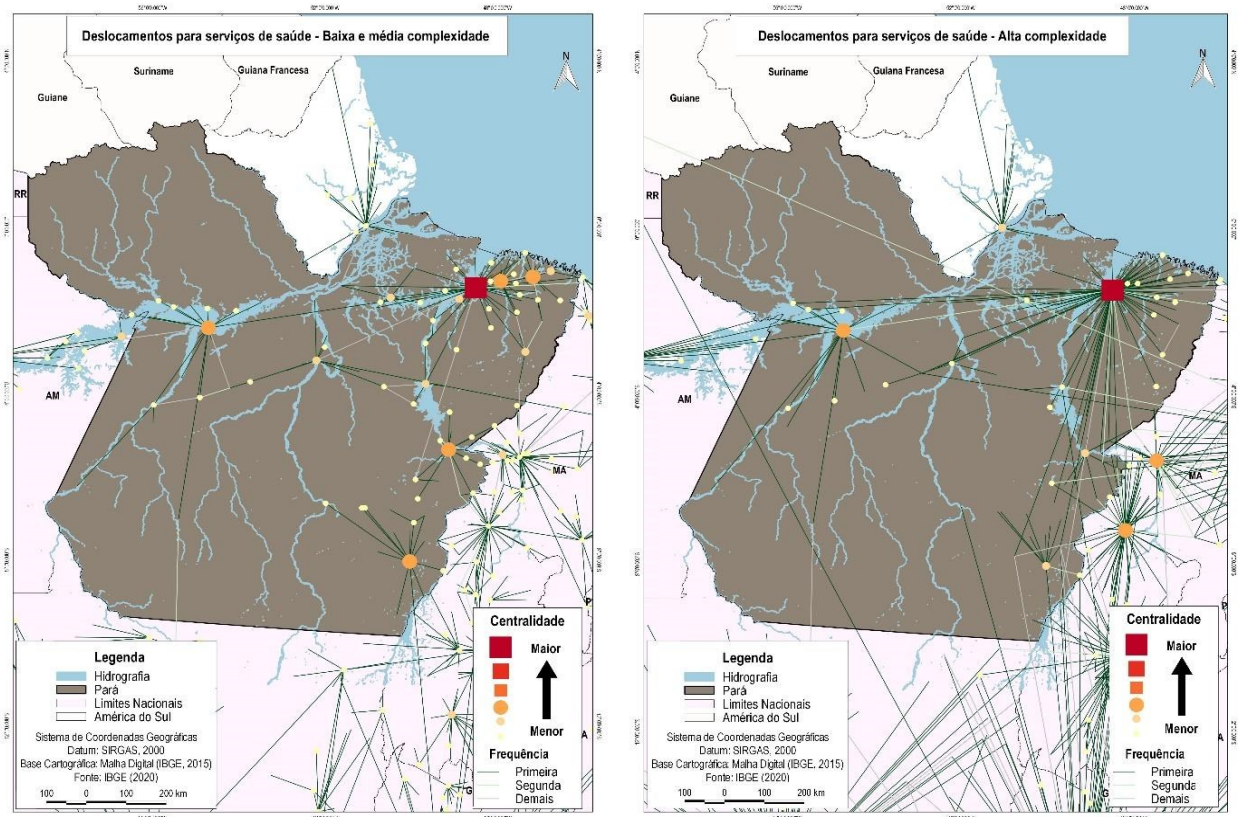 Deslocamentos para serviços de saúde - Baixa e média complexidade
N
Suriname
Guiana Francesa
Guiane
RR
AM
MA
Legenda
Hidrografia
Pará
Limites Nacionais
América do Sul
Sistema de Coordenadas Geográficas
Datum: SIRGAS, 2000
Base Cartográfica: Malha Digital (IBGE, 2015)
Fonte: IBGE (2020)
100 0 100 200 km
Centralidade
Maior
Menor
Frequência
Primeira
Segunda
Demais
Deslocamentos para serviços de saúde - Alta complexidade
N
Suriname
Guiana Francesa
Guiane
RR
AM
MA
Legenda
Hidrografia
Pará
Limites Nacionais
América do Sul
Sistema de Coordenadas Geográficas
Datum: SIRGAS, 2000
Base Cartográfica: Malha Digital (IBGE, 2015)
Fonte: IBGE (2020)
100 0 100 200 km
Centralidade
Maior
Menor
Frequência
Primeira
Segunda
Demais